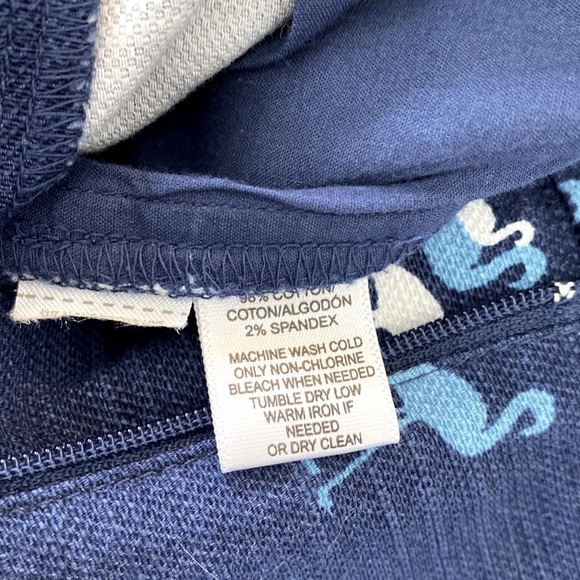 98% COTTON/
COTON/ALGODÓN
2% SPANDEX
MACHINE WASH COLD
ONLY NON-CHLORINE
BLEACH WHEN NEEDED
TUMBLE DRY LOW
WARM IRON IF
NEEDED
OR DRY CLEAN